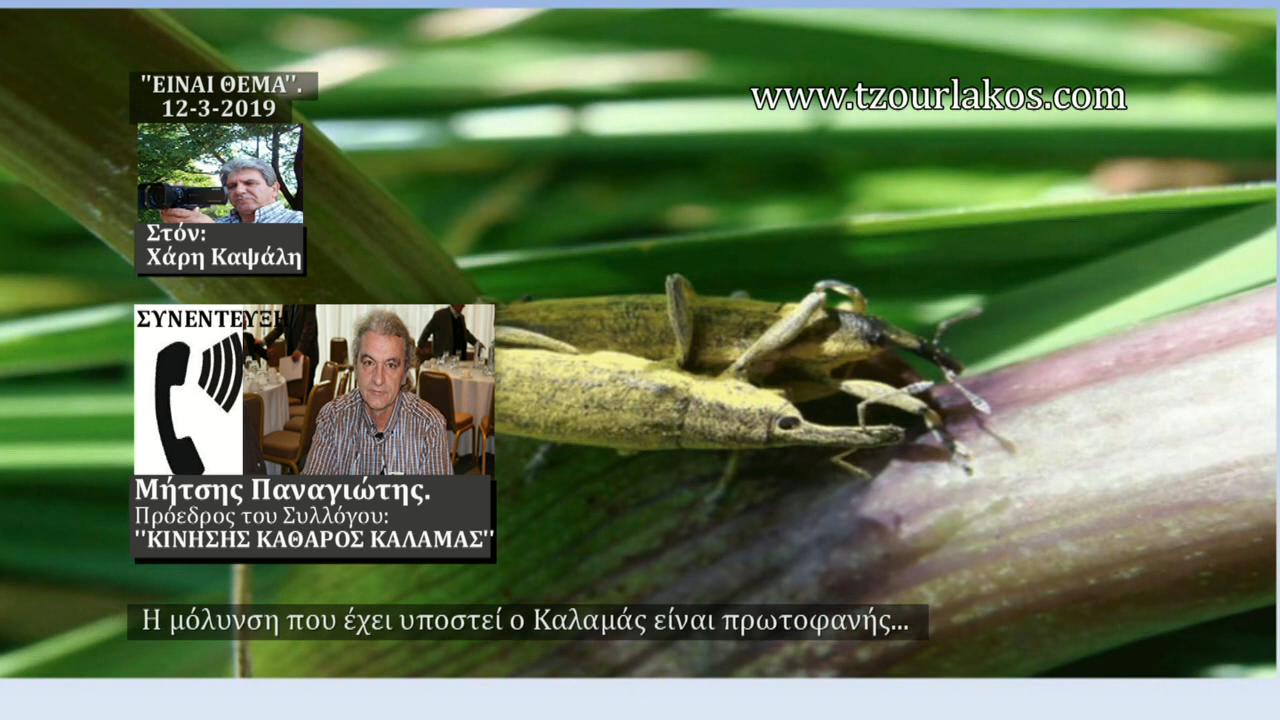 "ΕΙΝΑΙ ΘΕΜΑ".
12-3-2019
www.tzourlakos.com
Στόν:
Χάρη Καψάλη
ΣΥΝΕΝΤΕΥΞΗ
Μήτσης Παναγιώτης.
Πρόεδρος του Συλλόγου:
"ΚΙΝΗΣΗΣ ΚΑΘΑΡΟΣ ΚΑΛΑΜΑΣ"
Η μόλυνση που έχει υποστεί ο Καλαμάς είναι πρωτοφανής...